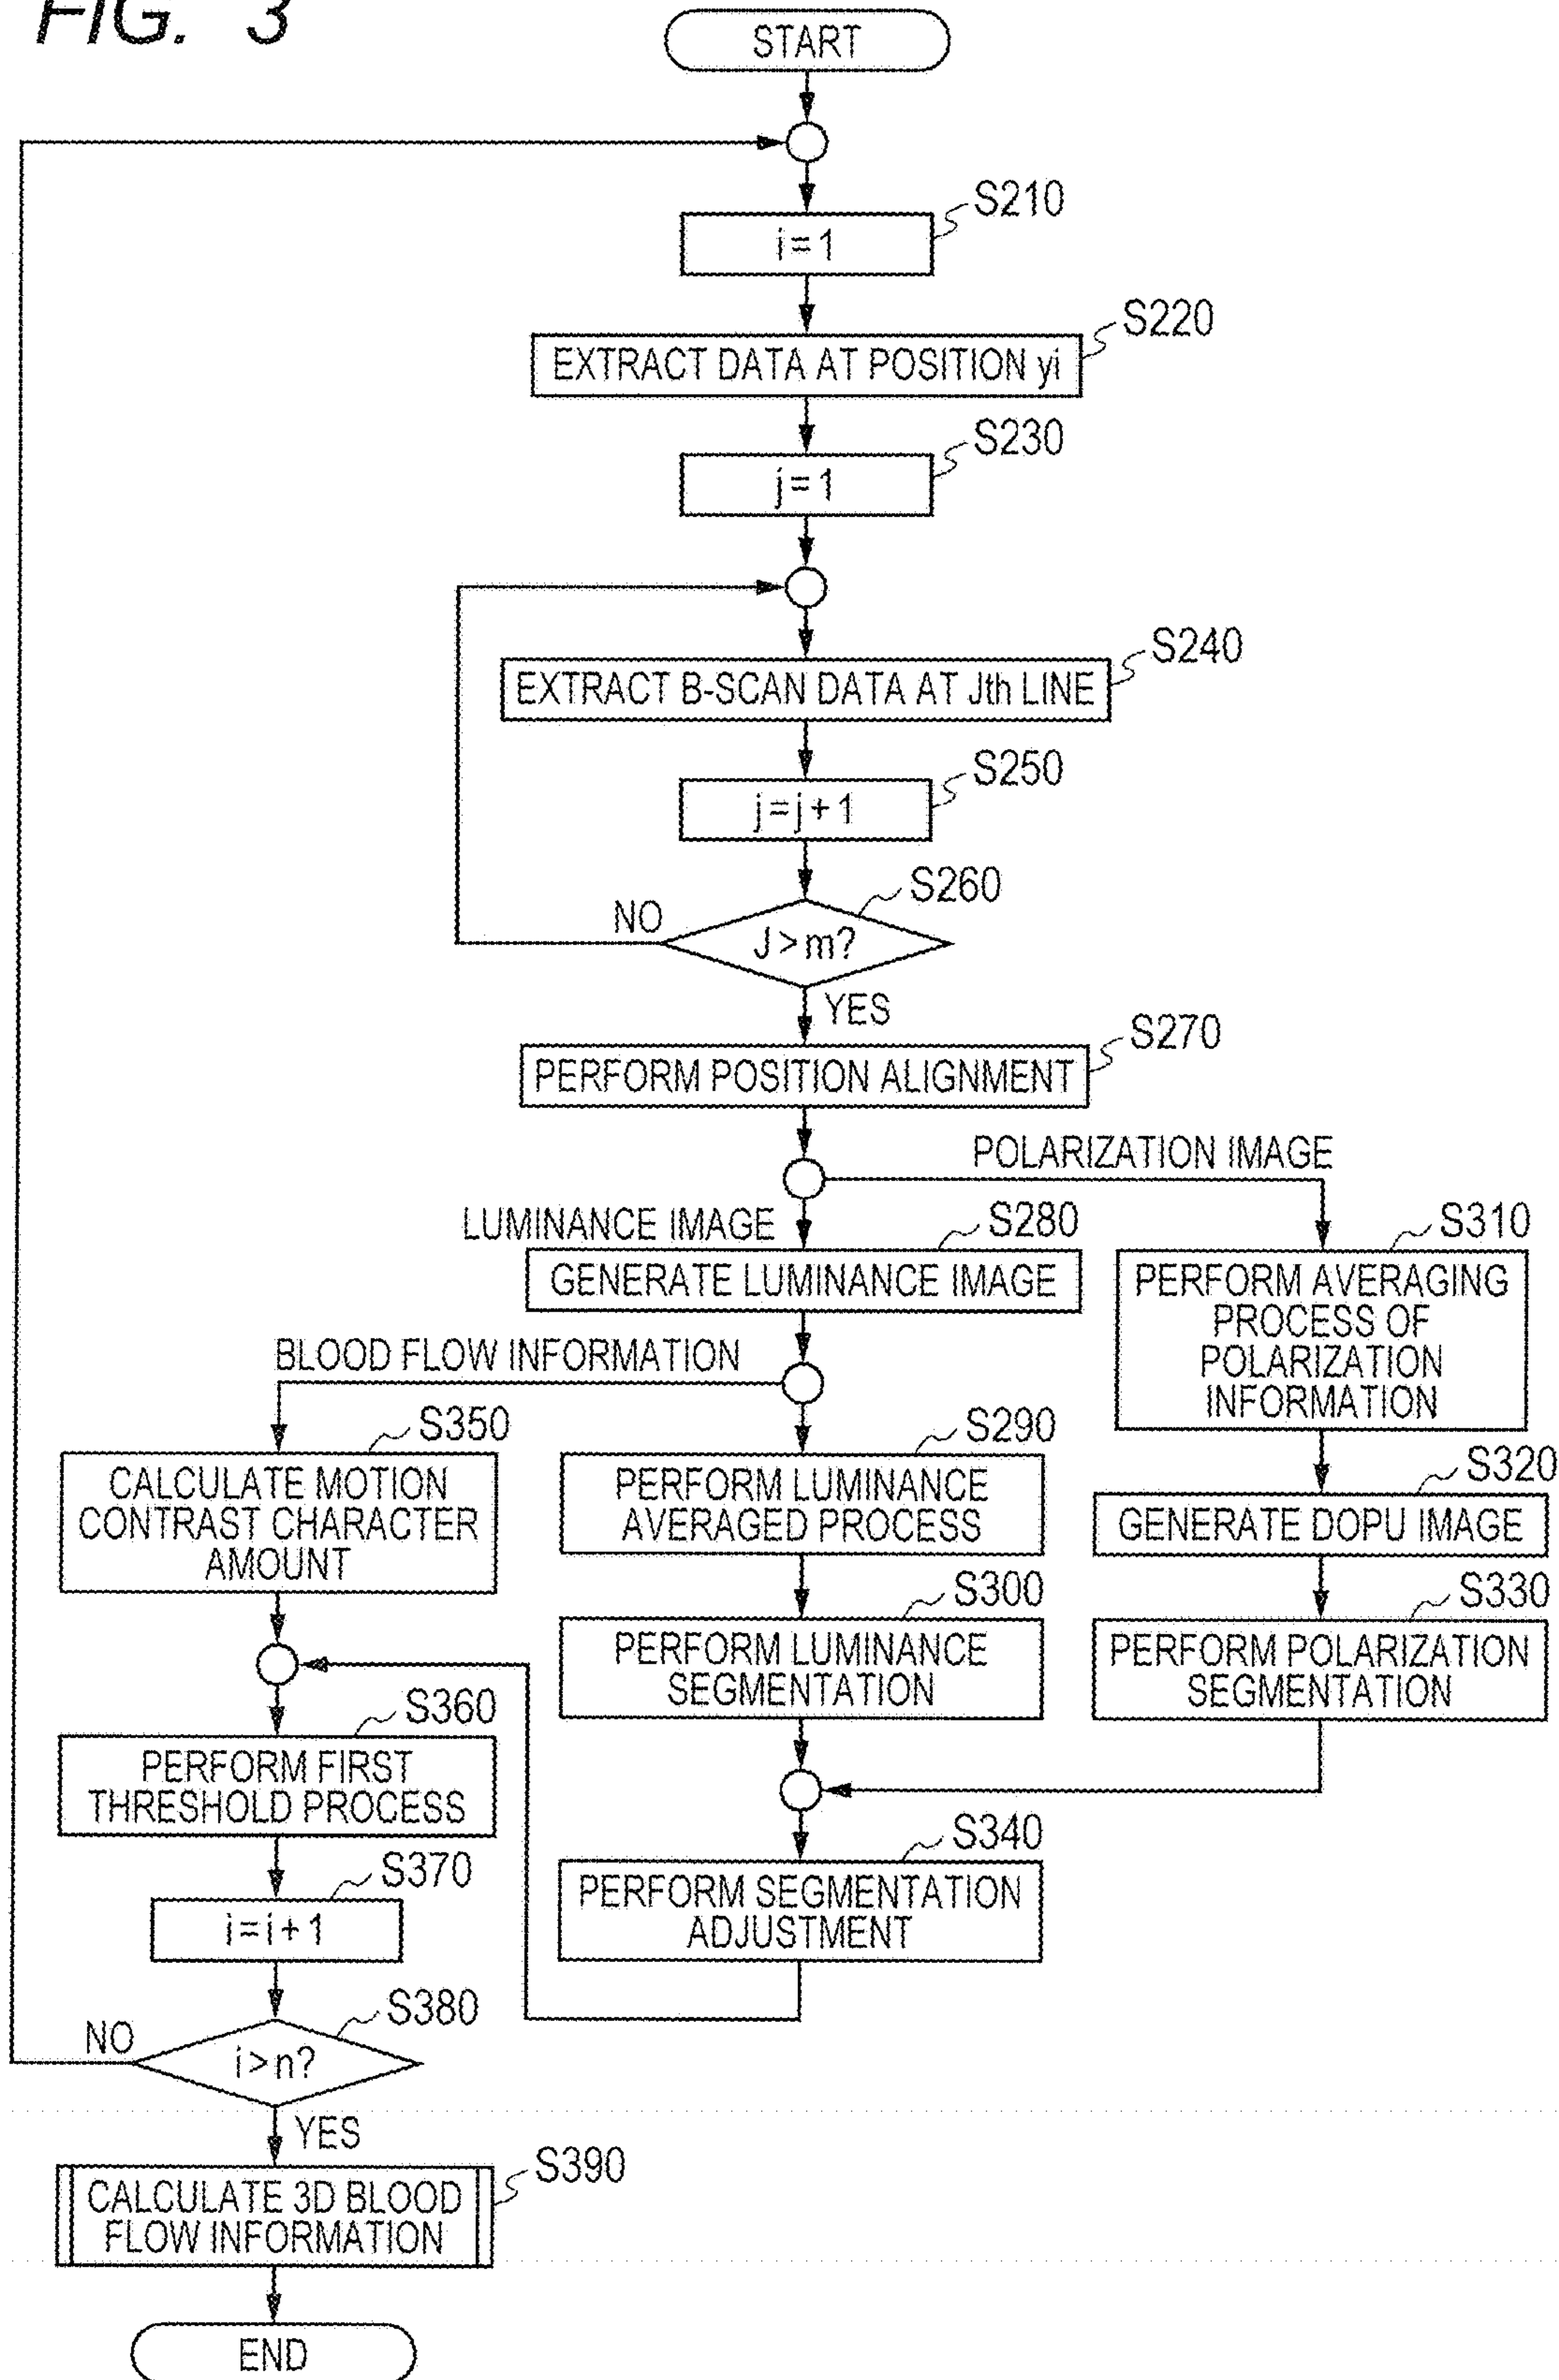 FIG. 3
START
S210
i=1
S220
EXTRACT DATA AT POSITION yi
S230
j=1
S240
EXTRACT B-SCAN DATA AT Jth LINE
S250
j=j+1
S260
NO
J>m?
YES
S270
PERFORM POSITION ALIGNMENT
POLARIZATION IMAGE
LUMINANCE IMAGE
S280
GENERATE LUMINANCE IMAGE
S310
PERFORM AVERAGING
PROCESS OF
POLARIZATION
INFORMATION
BLOOD FLOW INFORMATION
S350
CALCULATE MOTION
CONTRAST CHARACTER
AMOUNT
S290
PERFORM LUMINANCE
AVERAGED PROCESS
S320
GENERATE DOPU IMAGE
S300
PERFORM LUMINANCE
SEGMENTATION
S330
PERFORM POLARIZATION
SEGMENTATION
S360
PERFORM FIRST
THRESHOLD PROCESS
S340
PERFORM SEGMENTATION
ADJUSTMENT
S370
i=i+1
S380
NO
i>n?
YES
S390
CALCULATE 3D BLOOD
FLOW INFORMATION
END